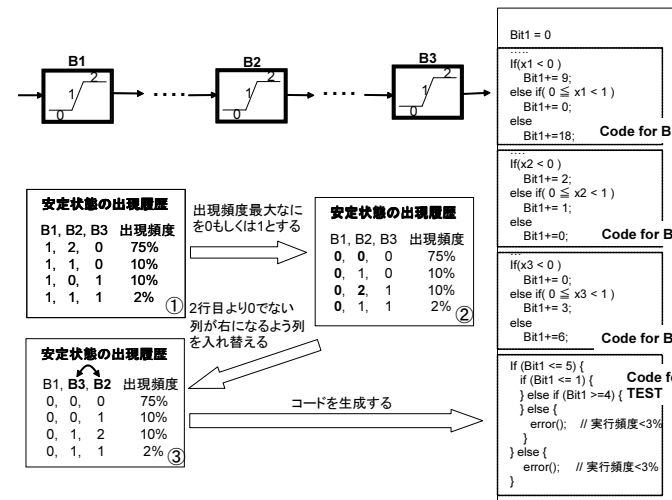 B1
0
1
2
B2
0
1
2
B3
0
1
2
安定状態の出現履歴
B1, B2, B3 出現頻度
1, 2, 0 75%
1, 1, 0 10%
1, 0, 1 10%
1, 1, 1 2%
①
出現頻度最大なに
を0もしくは1とする
安定状態の出現履歴
B1, B2, B3 出現頻度
0, 0, 0 75%
0, 1, 0 10%
0, 2, 1 10%
0, 1, 1 2%
②
2行目より0でない
列が右になるよう列
を入れ替える
安定状態の出現履歴
B1, B3, B2 出現頻度
0, 0, 0 75%
0, 0, 1 10%
0, 1, 2 10%
0, 1, 1 2%
③
コードを生成する
Bit1 = 0
.....
If(x1 < 0 )
Bit1+= 9;
else if( 0 ≦ x1 < 1 )
Bit1+= 0;
else
Bit1+=18;
Code for B
....
If(x2 < 0 )
Bit1+= 2;
else if( 0 ≦ x2 < 1 )
Bit1+= 1;
else
Bit1+=0;
Code for B
....
If(x3 < 0 )
Bit1+= 0;
else if( 0 ≦ x3 < 1 )
Bit1+= 3;
else
Bit1+=6;
Code for B
If (Bit1 <= 5) {
if (Bit1 <= 1) {
} else if (Bit1 >=4) {
} else {
error(); // 実行頻度<3%
}
} else {
error(); // 実行頻度<3%
}
Code fo
TEST